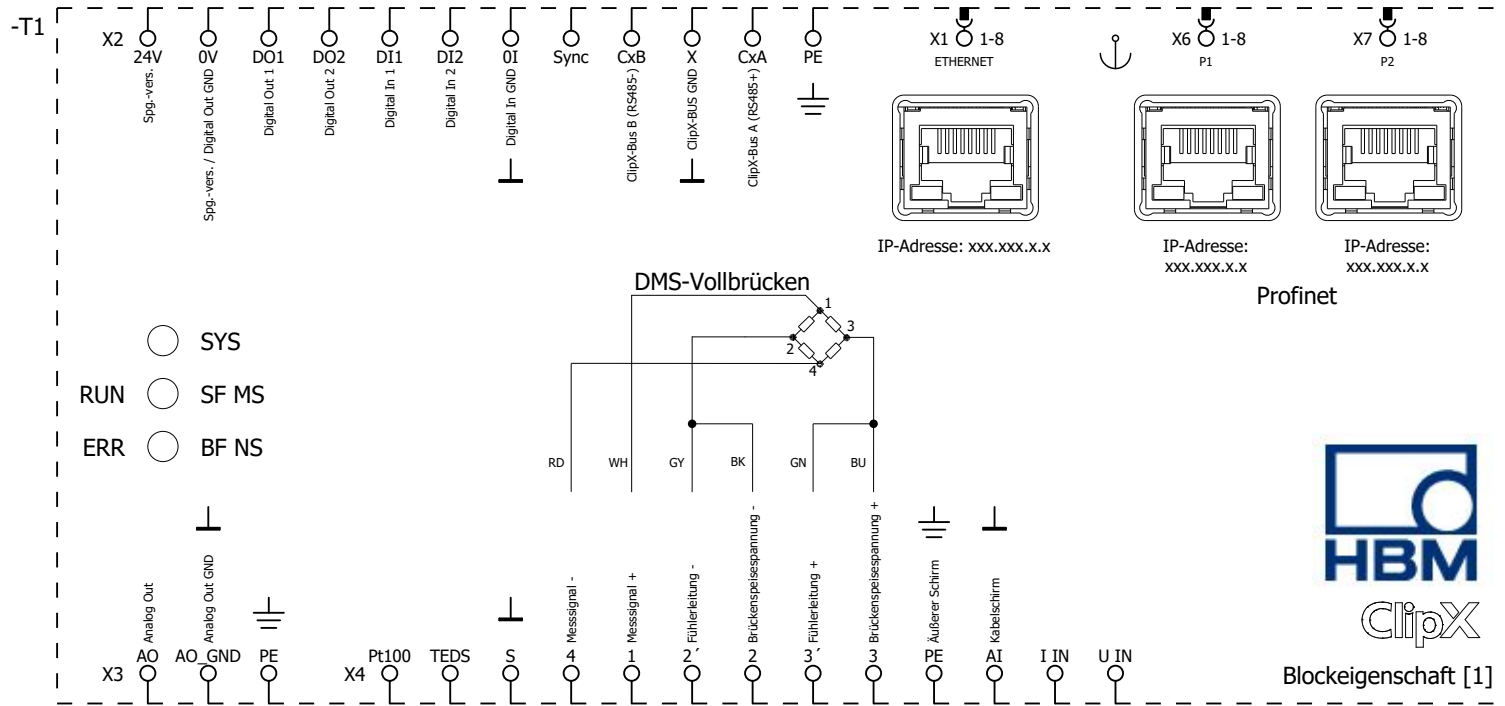 -T1
X2
24V
0V
DO1
DO2
DI1
DI2
0I
Sync
CxB
X
CxA
PE
X1 1-8
ETHERNET
X6 1-8
P1
X7 1-8
P2
Spg.-vers.
Spg.-vers. / Digital Out GND
Digital Out 1
Digital Out 2
Digital In 1
Digital In 2
Digital In GND
ClipX-Bus B (RS485-)
ClipX-BUS GND
ClipX-Bus A (RS485+)
IP-Adresse: xxx.xxx.x.x
IP-Adresse:
xxx.xxx.x.x
IP-Adresse:
xxx.xxx.x.x
Profinet
DMS-Vollbrücken
1
2
3
4
SYS
RUN
SF MS
ERR
BF NS
RD
WH
GY
BK
GN
BU
Analog Out
Analog Out GND
Messsignal -
Messsignal +
Fühlerleitung -
Brückenspeisespannung -
Fühlerleitung +
Brückenspeisespannung +
Äußerer Schirm
Kabelschirm
HBM
ClipX
X3
AO
AO_GND
PE
X4
Pt100
TEDS
S
4
1
2´
2
3´
3
PE
AI
I IN
U IN
Blockeigenschaft [1]